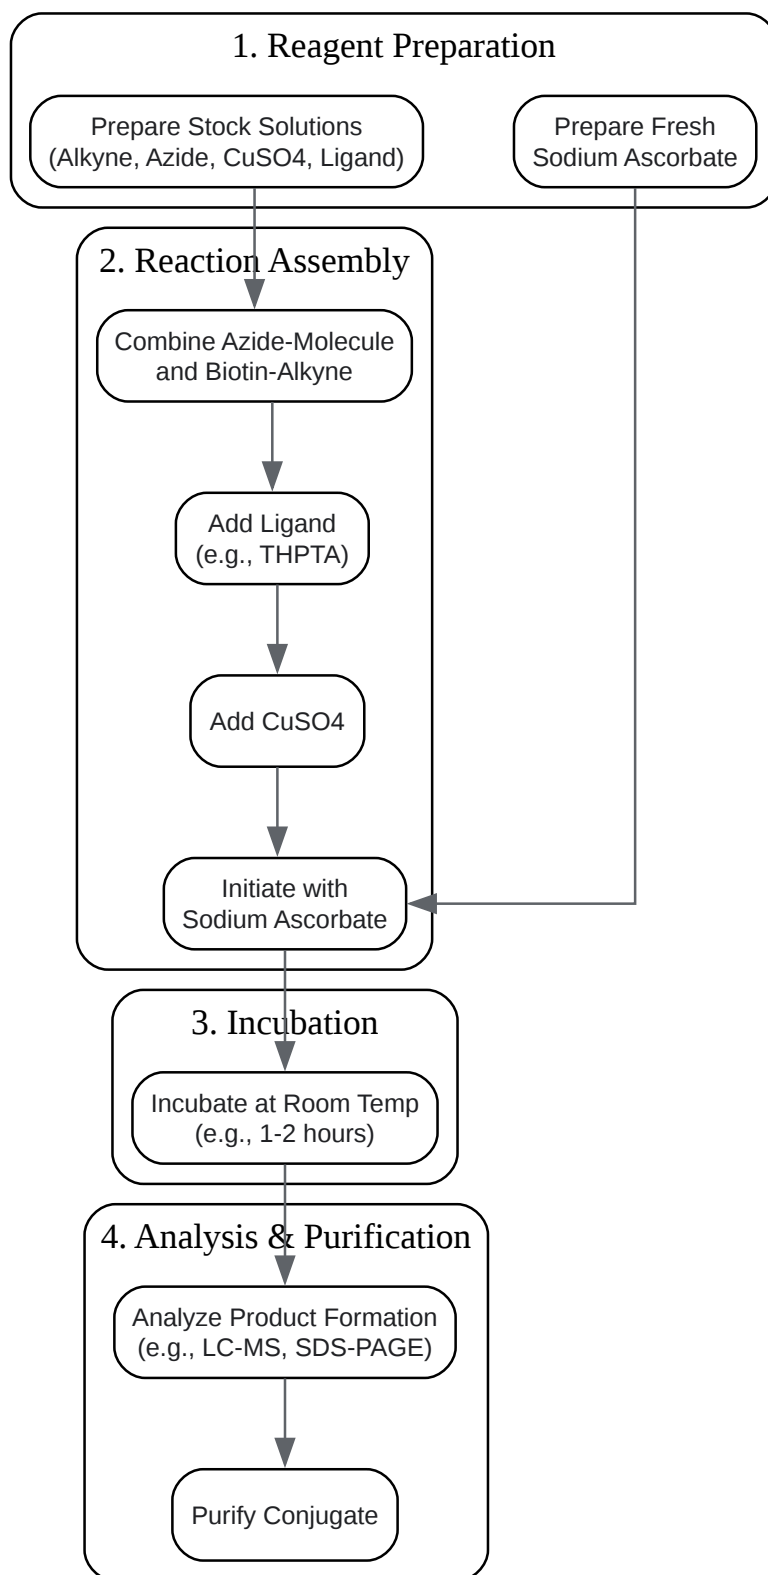 1. Reagent Preparation
Prepare Stock Solutions
(Alkyne, Azide, CuSO4, Ligand)
Prepare Fresh
Sodium Ascorbate
2. Reaction Assembly
Combine Azide-Molecule
and Biotin-Alkyne
Add Ligand
(e.g., THPTA)
Add CuSO4
Initiate with
Sodium Ascorbate
3. Incubation
Incubate at Room Temp
(e.g., 1-2 hours)
4. Analysis & Purification
Analyze Product Formation
(e.g., LC-MS, SDS-PAGE)
Purify Conjugate